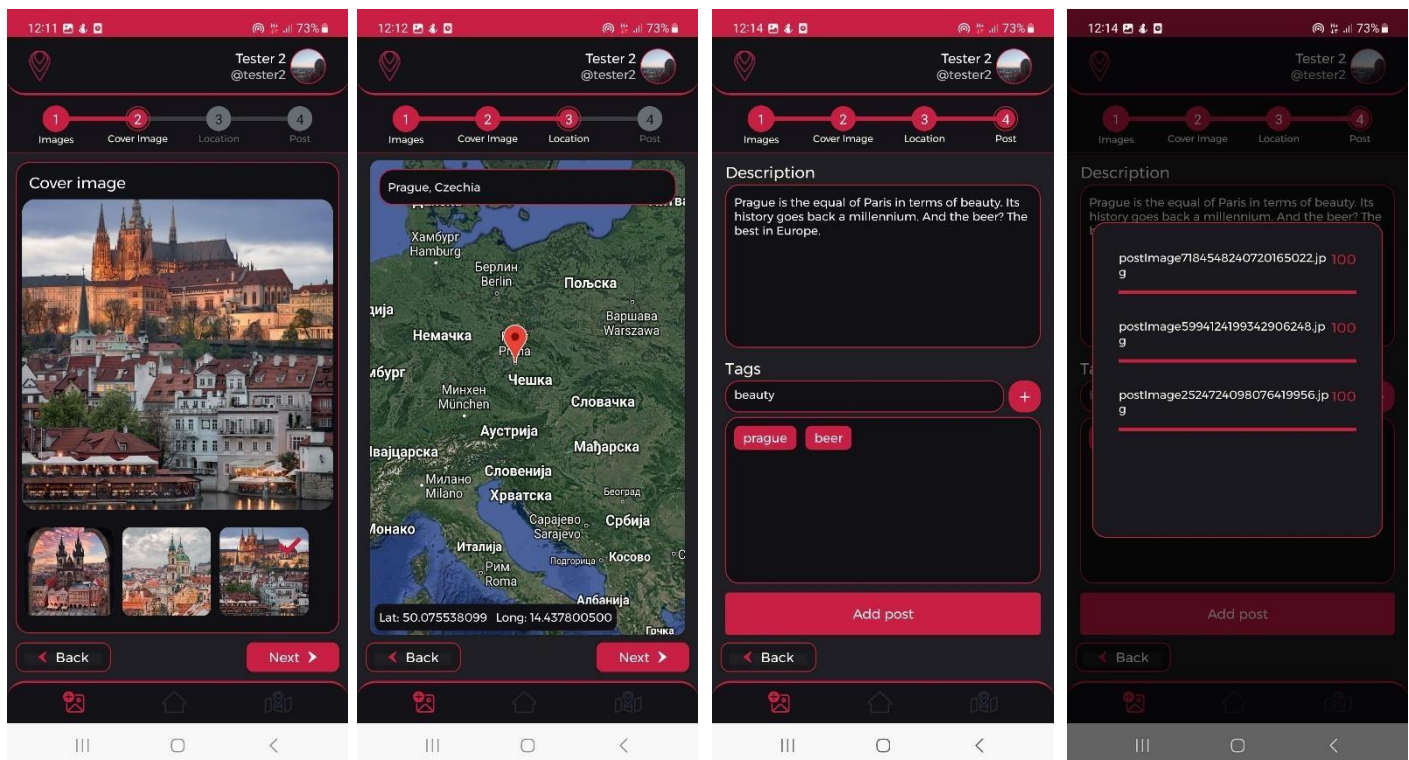 12:11
73%
Tester 2
@tester2
1
2
3
4
Images
Cover Image
Location
Post
Cover image
Back
Next
12:12
73%
Tester 2
@tester2
1
2
3
4
Images
Cover Image
Location
Post
Prague, Czechia
Хамбург
Hamburg
Берлин
Berlin
Пољска
Варшава
Warszawa
Немачка
Чешка
Минхен
München
Словачка
Аустрија
Мађарска
Словенија
Милано
Milano
Хрватска
Београд
Сарајево
Sarajevo
Србија
Монако
Италија
Подгорица
Косово
Рим
Roma
Албанија
Lat: 50.075538099 Long: 14.437800500
Грчка
Back
Next
12:14
73%
Tester 2
@tester2
1
2
3
4
Images
Cover Image
Location
Post
Description
Prague is the equal of Paris in terms of beauty. Its
history goes back a millennium. And the beer? The
best in Europe.
Tags
beauty
+
prague beer
Add post
Back
12:14
73%
Tester 2
@tester2
1
2
3
4
Images
Cover Image
Location
Post
Description
Prague is the equal of Paris in terms of beauty. Its
history goes back a millennium. And the beer? The
postImage7184548240720165022.jp 100
g
postImage5994124199342906248.jp 100
g
postImage2524724098076419956.jp 100
g
Add post
Back